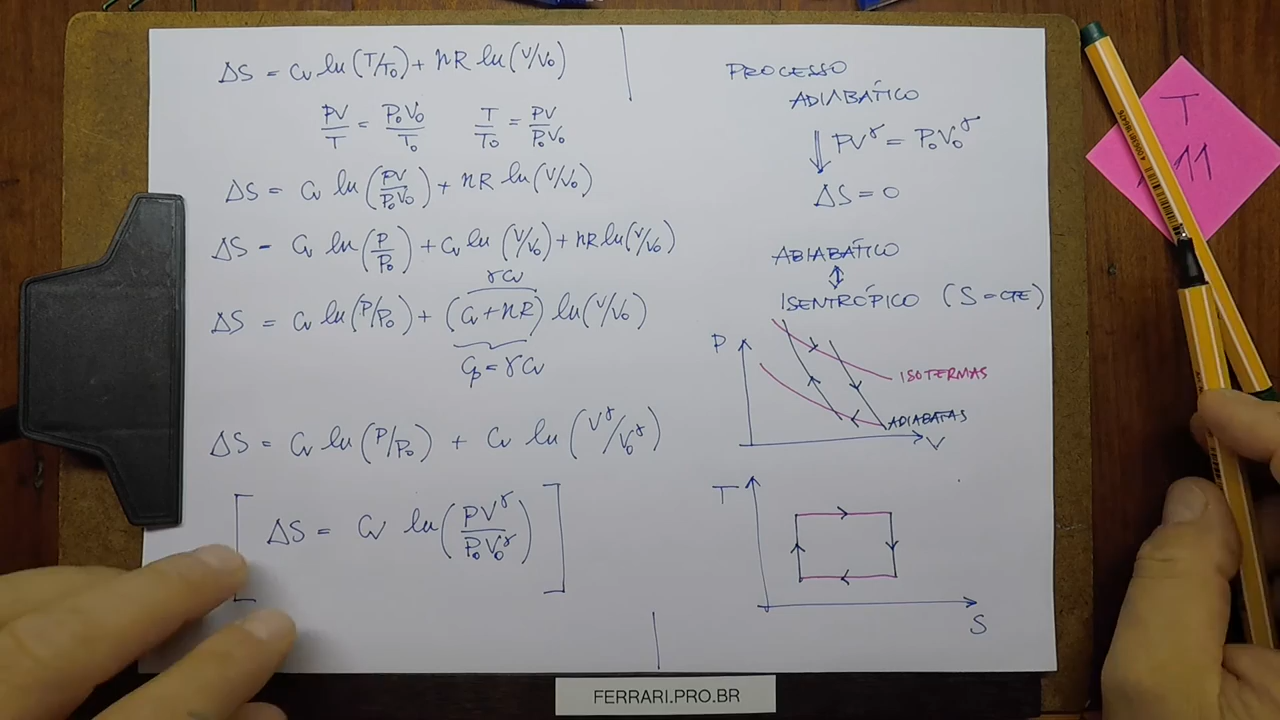 ΔS = Cv ln(T/T₀) + nR ln(V/V₀)
PV/T = P₀V₀/T₀    T/T₀ = PV/P₀V₀
ΔS = Cv ln(PV/P₀V₀) + nR ln(V/V₀)
ΔS = Cv ln(P/P₀) + Cv ln(V/V₀) + nR ln(V/V₀)
γCv
ΔS = Cv ln(P/P₀) + (Cv + nR) ln(V/V₀)
Cp = γCv
ΔS = Cv ln(P/P₀) + Cv ln(V^γ/V₀^γ)
[ΔS = Cv ln(PV^γ/P₀V₀^γ)]
PROCESSO
ADIABÁTICO
⇓ PV^γ = P₀V₀^γ
ΔS = 0
ADIABÁTICO
⇕
ISENTRÓPICO (S = CTE)
P
ISOTERMAS
ADIABATAS
V
T
S
T
11
FERRARI.PRO.BR